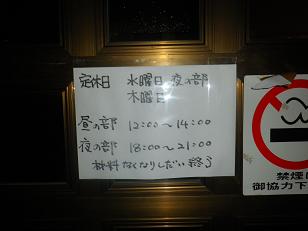 定休日 水曜日 夜の部
木曜日
昼の部 12:00〜14:00
夜の部 18:00〜21:00
材料なくなりしだい終了
禁煙に
御協力下